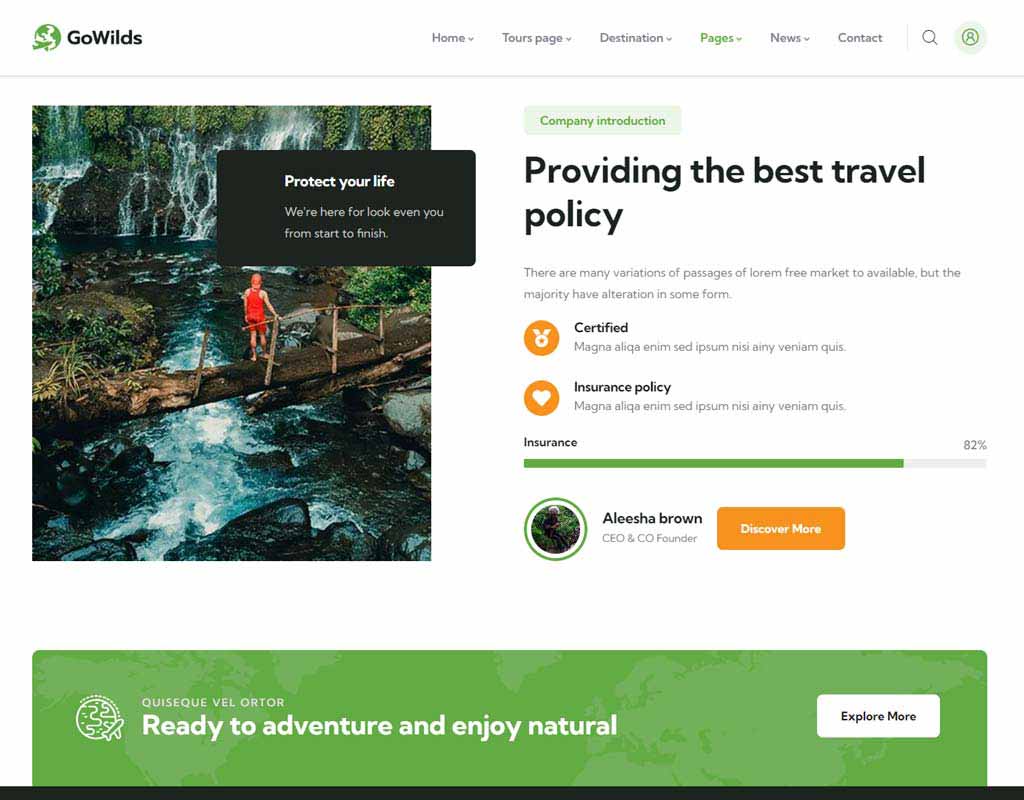 GoWilds
Home
Tours page
Destination
Pages
News
Contact
Protect your life
We're here for look even you
from start to finish.
Company introduction
Providing the best travel
policy
There are many variations of passages of lorem free market to available, but the
majority have alteration in some form.
Certified
Magna aliqa enim sed ipsum nisi ainy veniam quis.
Insurance policy
Magna aliqa enim sed ipsum nisi ainy veniam quis.
Insurance
82%
Aleesha brown
CEO & CO Founder
Discover More
QUISEQUE VEL ORTOR
Ready to adventure and enjoy natural
Explore More